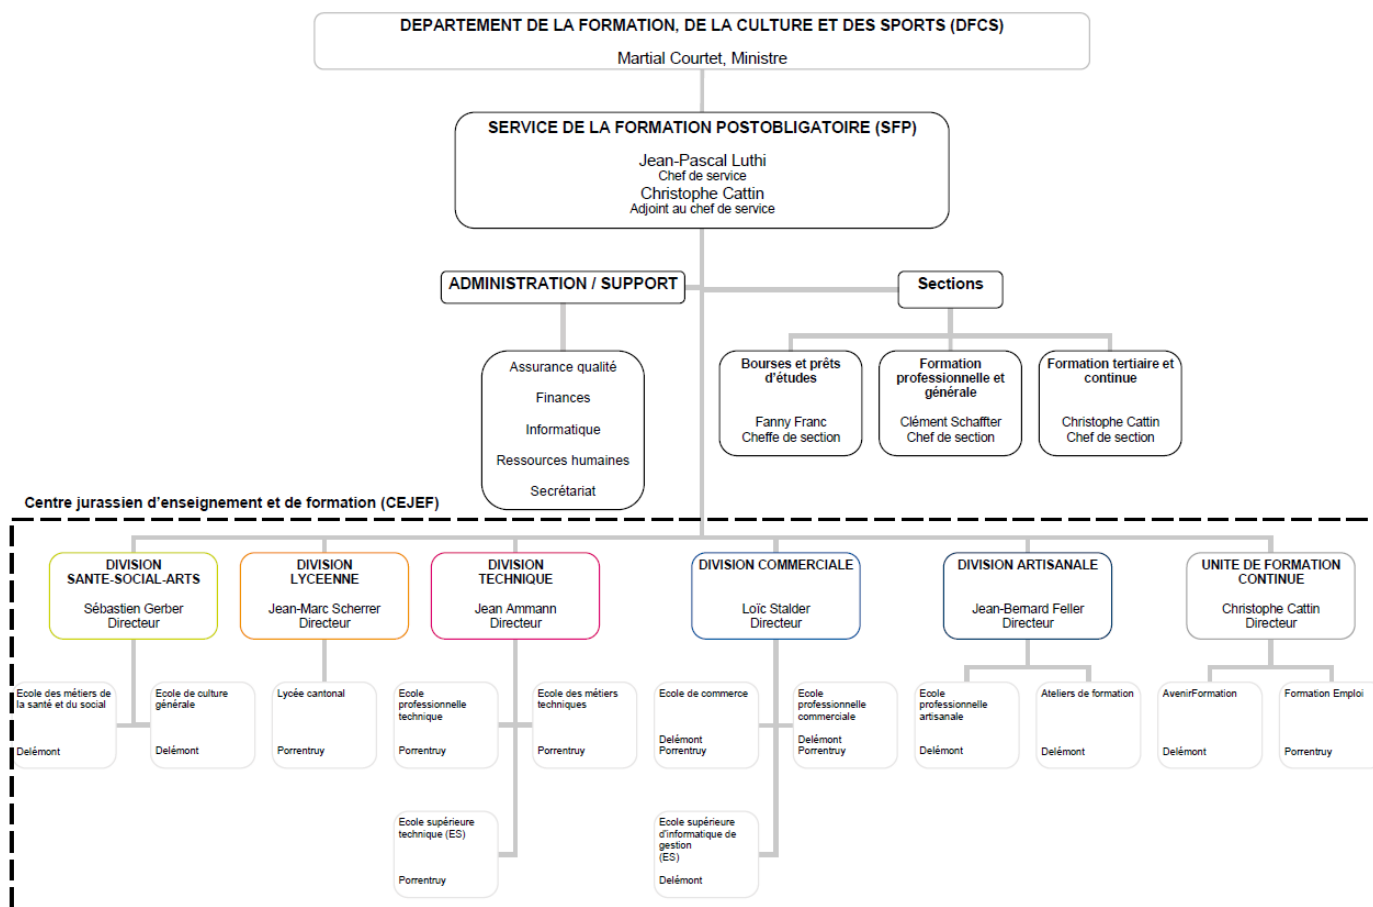 DEPARTEMENT DE LA FORMATION, DE LA CULTURE ET DES SPORTS (DFCS)
Martial Courtet, Ministre
SERVICE DE LA FORMATION POSTOBLIGATOIRE (SFP)
Jean-Pascal Luthi
Chef de service
Christophe Cattin
Adjoint au chef de service
ADMINISTRATION / SUPPORT
Assurance qualité
Finances
Informatique
Ressources humaines
Secrétariat
Sections
Bourses et prêts
d'études
Fanny Franc
Cheffe de section
Formation
professionnelle et
générale
Clément Schaffter
Chef de section
Formation tertiaire et
continue
Christophe Cattin
Chef de section
Centre jurassien d'enseignement et de formation (CEJEF)
DIVISION
SANTE-SOCIAL-ARTS
Sébastien Gerber
Directeur
DIVISION
LYCEENNE
Jean-Marc Scherrer
Directeur
DIVISION
TECHNIQUE
Jean Ammann
Directeur
DIVISION COMMERCIALE
Loïc Stalder
Directeur
DIVISION ARTISANALE
Jean-Bernard Feller
Directeur
UNITE DE FORMATION
CONTINUE
Christophe Cattin
Directeur
Ecole des métiers de
la santé et du social
Delémont
Ecole de culture
générale
Delémont
Lycée cantonal
Porrentruy
Ecole
professionnelle
technique
Porrentruy
Ecole des métiers
techniques
Porrentruy
Ecole de commerce
Delémont
Porrentruy
Ecole
professionnelle
commerciale
Delémont
Porrentruy
Ecole
professionnelle
artisanale
Delémont
Ateliers de formation
Delémont
AvenirFormation
Delémont
Formation Emploi
Porrentruy
Ecole supérieure
technique (ES)
Porrentruy
Ecole supérieure
d'informatique de
gestion
(ES)
Delémont